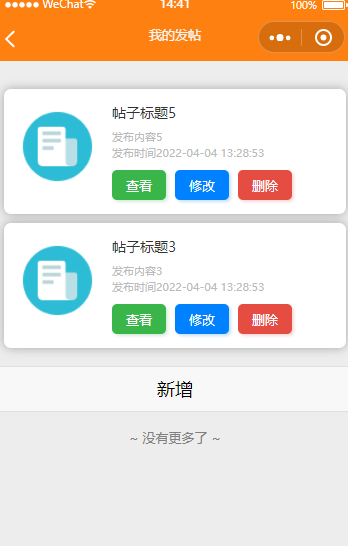 WeChat 14:41 100%
我的发帖
帖子标题5
发布内容5
发布时间2022-04-04 13:28:53
查看 修改 删除
帖子标题3
发布内容3
发布时间2022-04-04 13:28:53
查看 修改 删除
新增
~ 没有更多了 ~